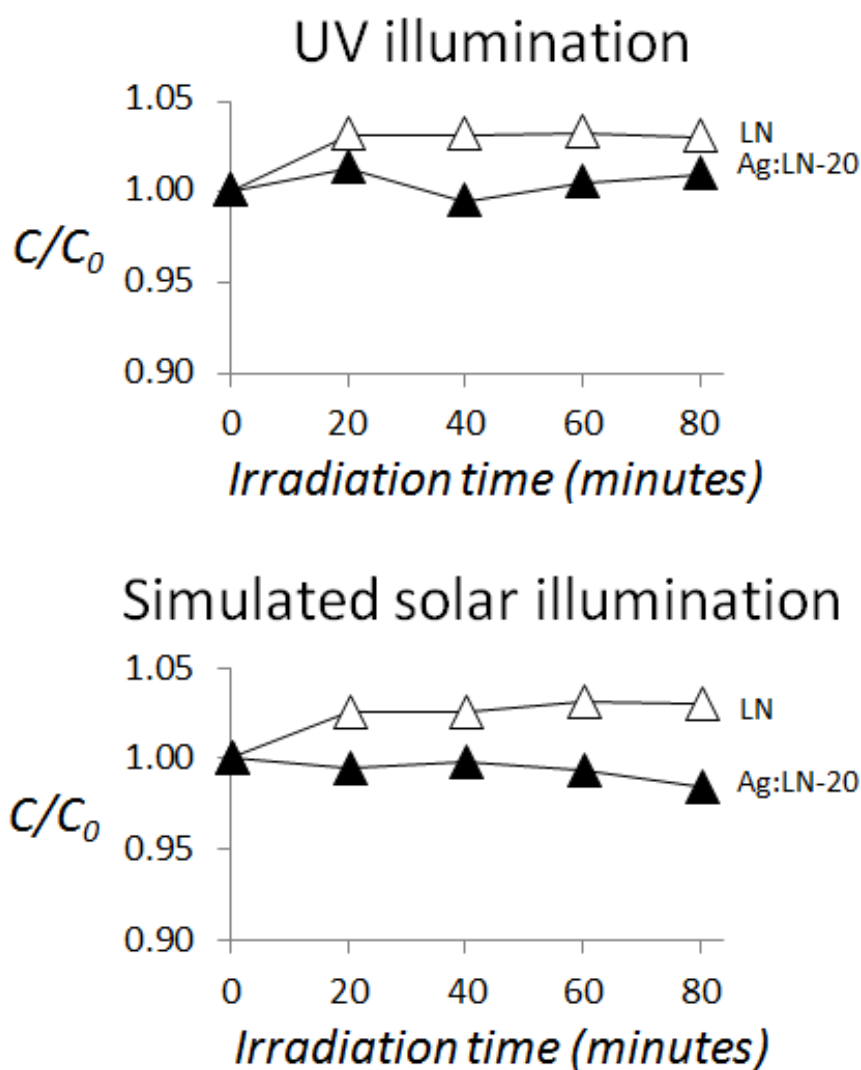 UV illumination
1.05
LN
Ag:LN-20
1.00
C/C0
0.95
0.90
0 20 40 60 80
Irradiation time (minutes)
Simulated solar illumination
1.05
LN
1.00
Ag:LN-20
C/C0
0.95
0.90
0 20 40 60 80
Irradiation time (minutes)